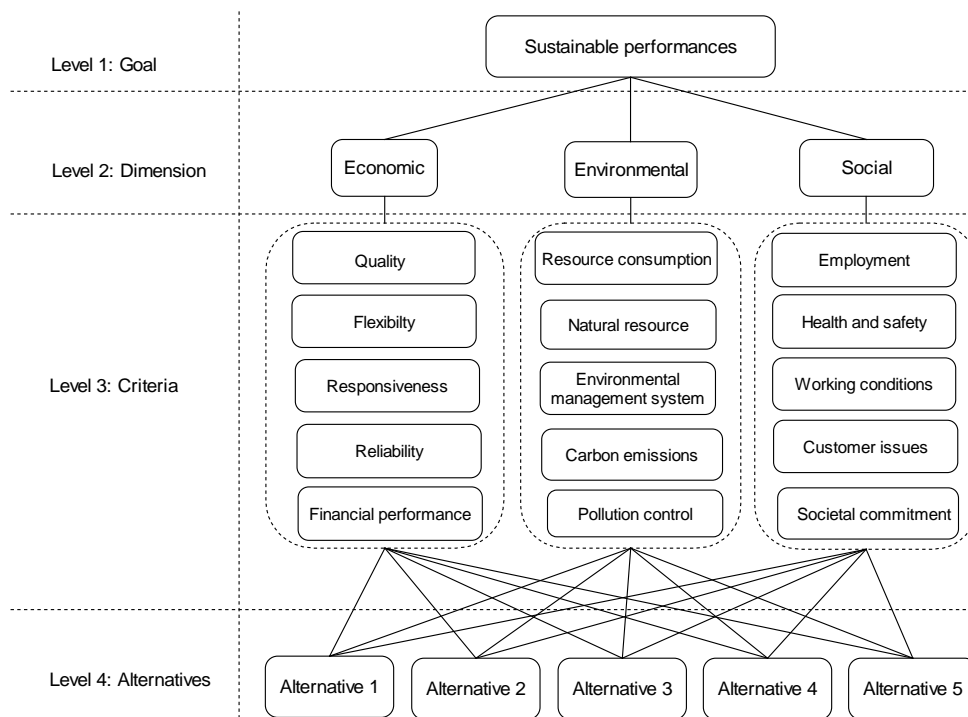 Sustainable performances
Level 1: Goal
Level 2: Dimension
Economic
Environmental
Social
Level 3: Criteria
Quality
Flexibilty
Responsiveness
Reliability
Financial performance
Resource consumption
Natural resource
Environmental
management system
Carbon emissions
Pollution control
Employment
Health and safety
Working conditions
Customer issues
Societal commitment
Level 4: Alternatives
Alternative 1
Alternative 2
Alternative 3
Alternative 4
Alternative 5